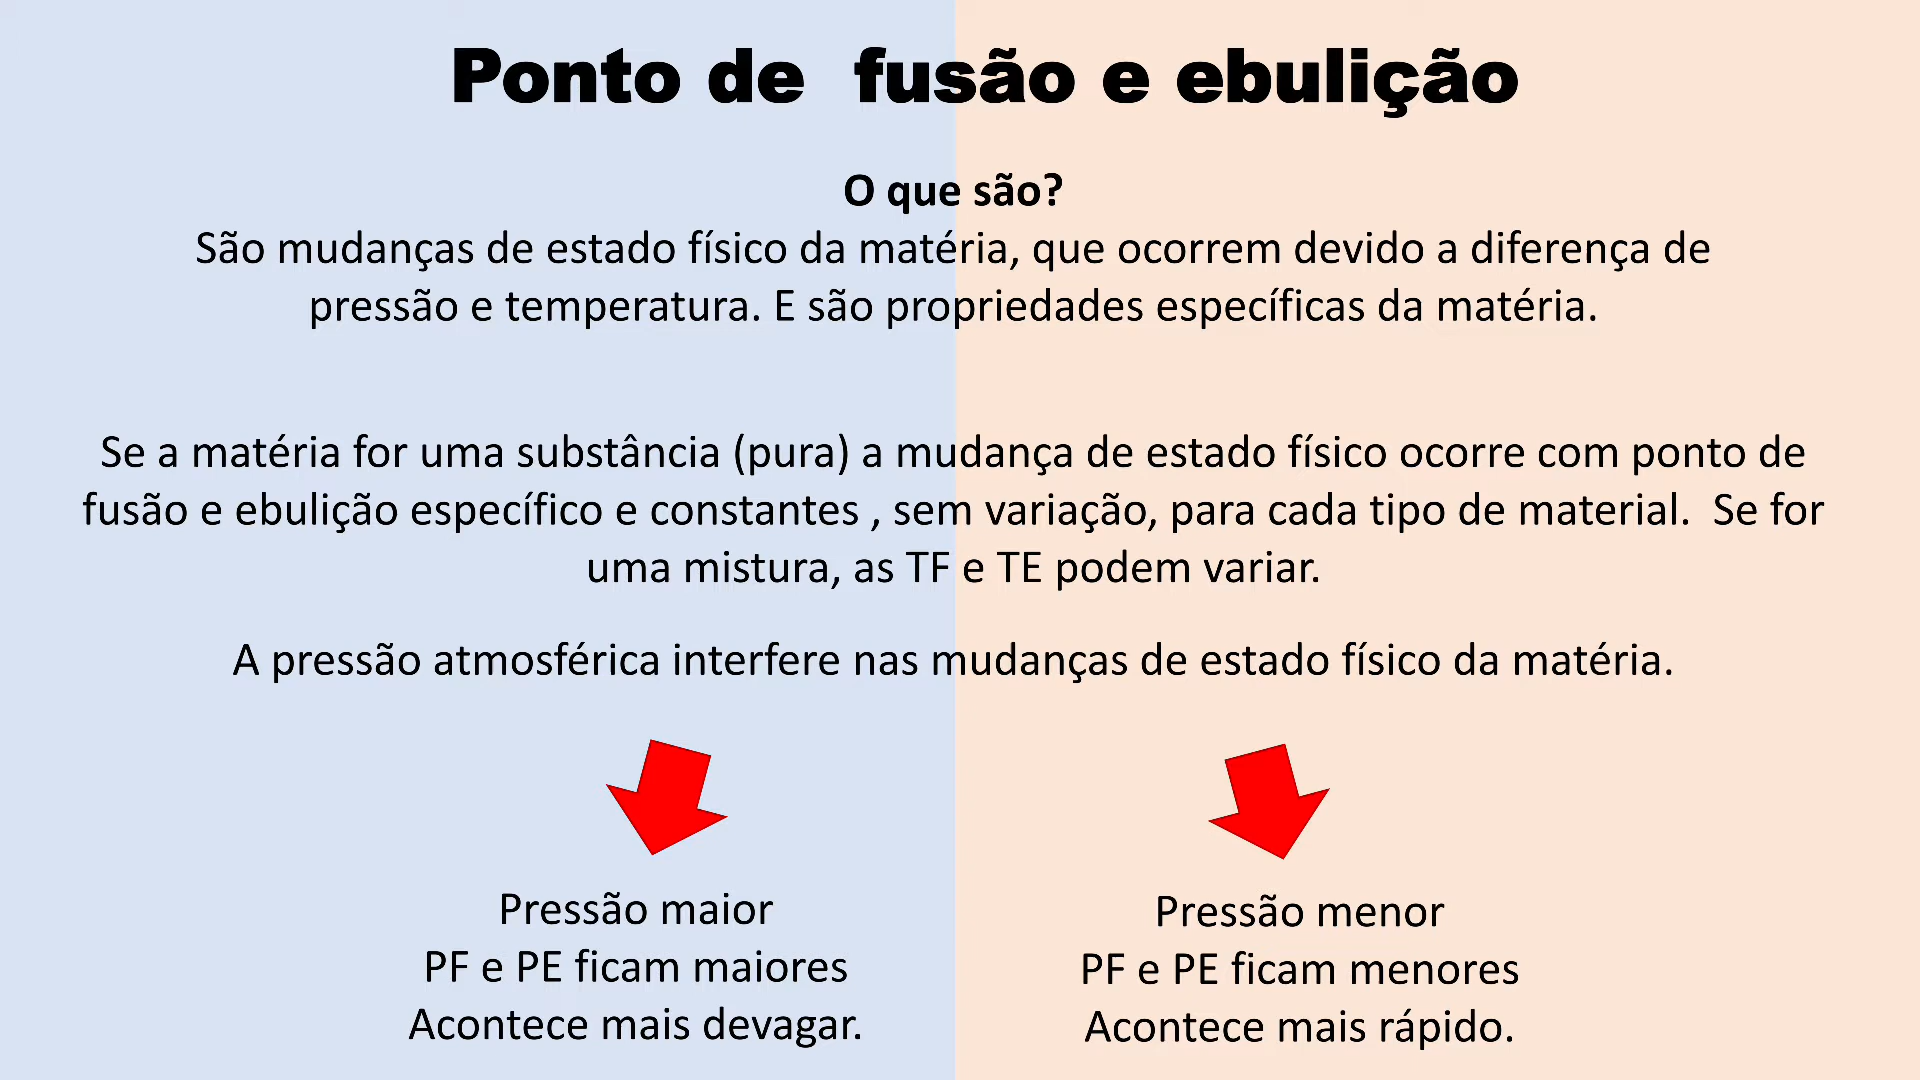 Ponto de  fusão e ebulição
O que são?
São mudanças de estado físico da matéria, que ocorrem devido a diferença de
pressão e temperatura. E são propriedades específicas da matéria.
Se a matéria for uma substância (pura) a mudança de estado físico ocorre com ponto de
fusão e ebulição específico e constantes , sem variação, para cada tipo de material.  Se for
uma mistura, as TF e TE podem variar.
A pressão atmosférica interfere nas mudanças de estado físico da matéria.
Pressão maior
PF e PE ficam maiores
Acontece mais devagar.
Pressão menor
PF e PE ficam menores
Acontece mais rápido.